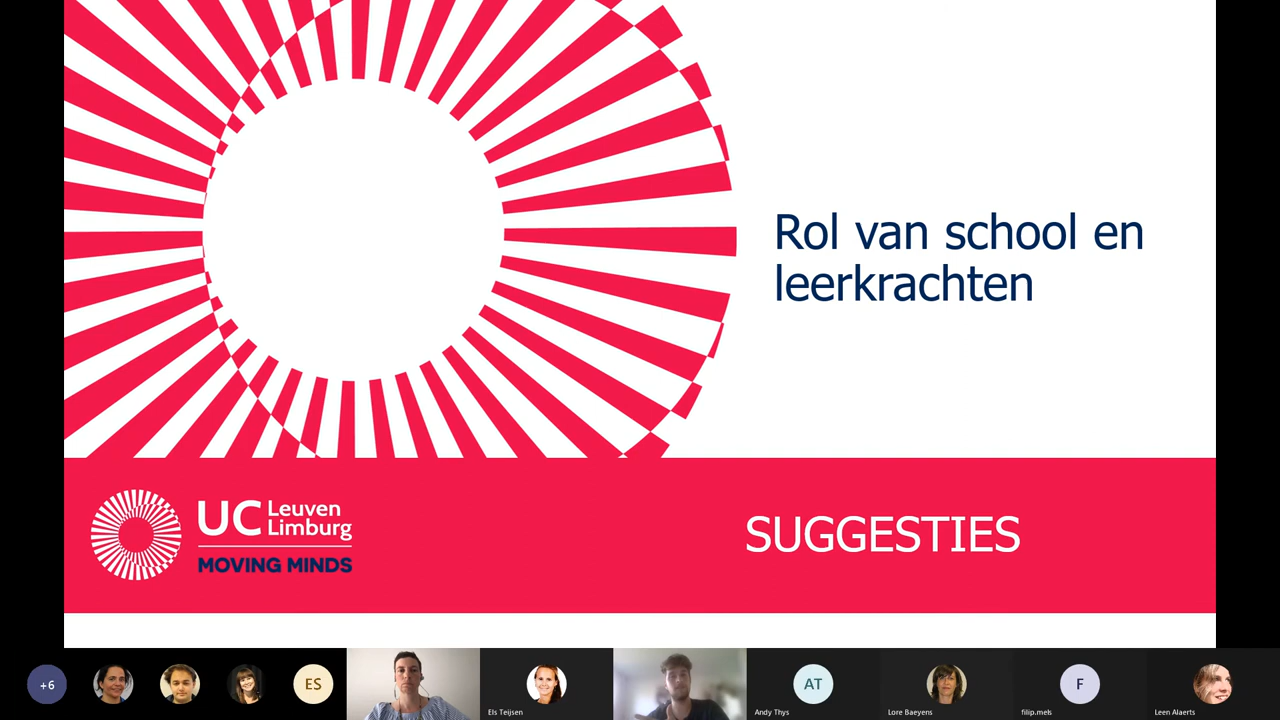 Rol van school en
leerkrachten
UC Leuven
Limburg
MOVING MINDS
SUGGESTIES
+6
ES
Els Teijsen
AT
Andy Thys
Lore Baeyens
F
filip.mels
Leen Alaerts